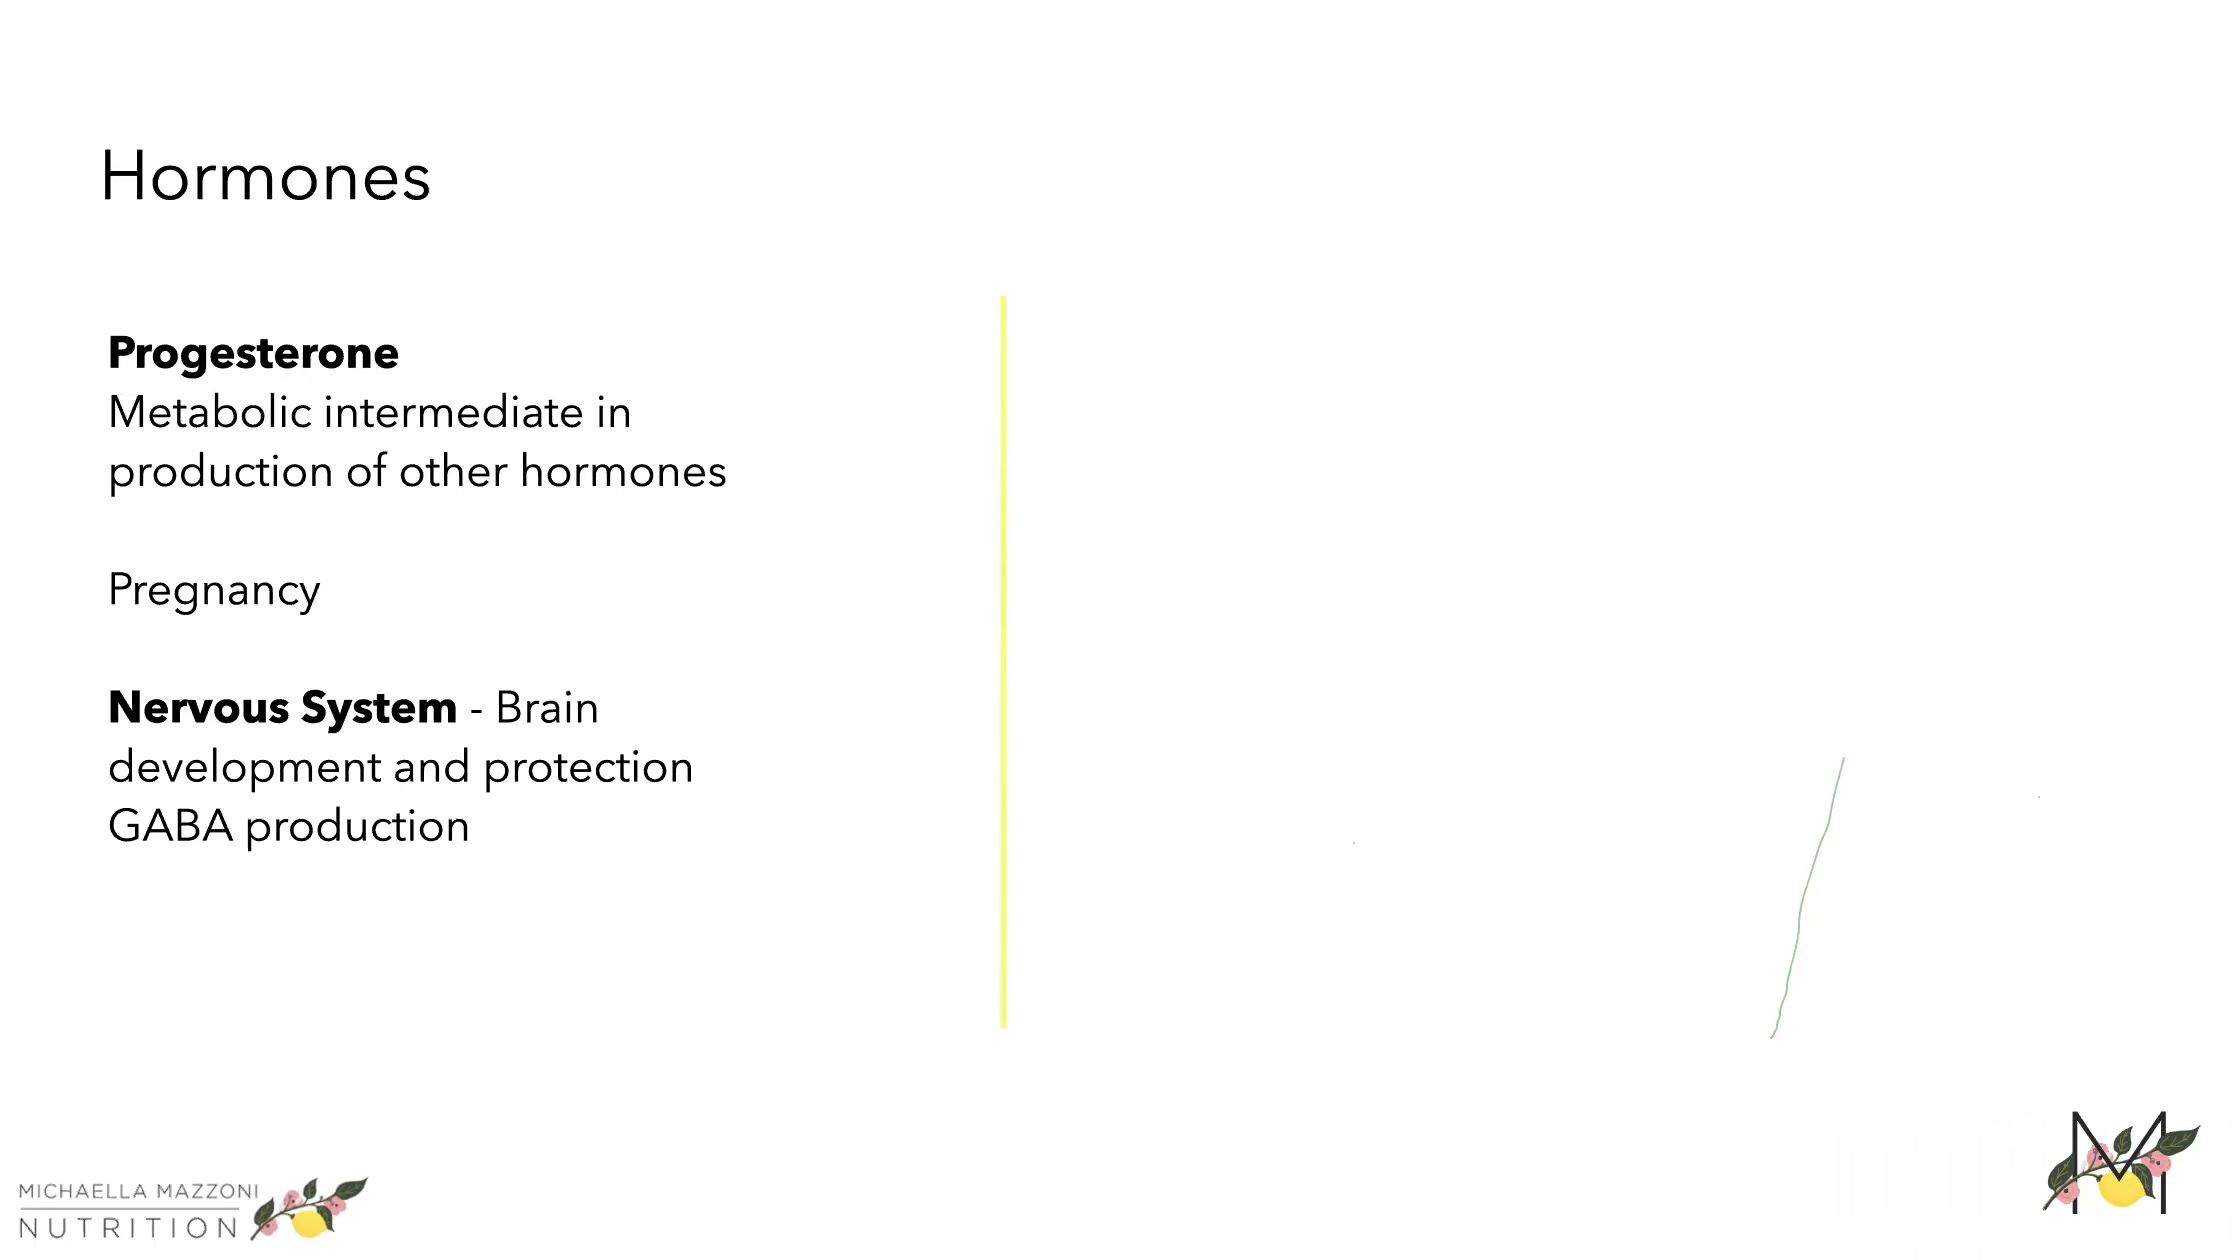 Hormones
Progesterone
Metabolic intermediate in
production of other hormones
Pregnancy
Nervous System - Brain
development and protection
GABA production
MICHAELLA MAZZONI
NUTRITION
M